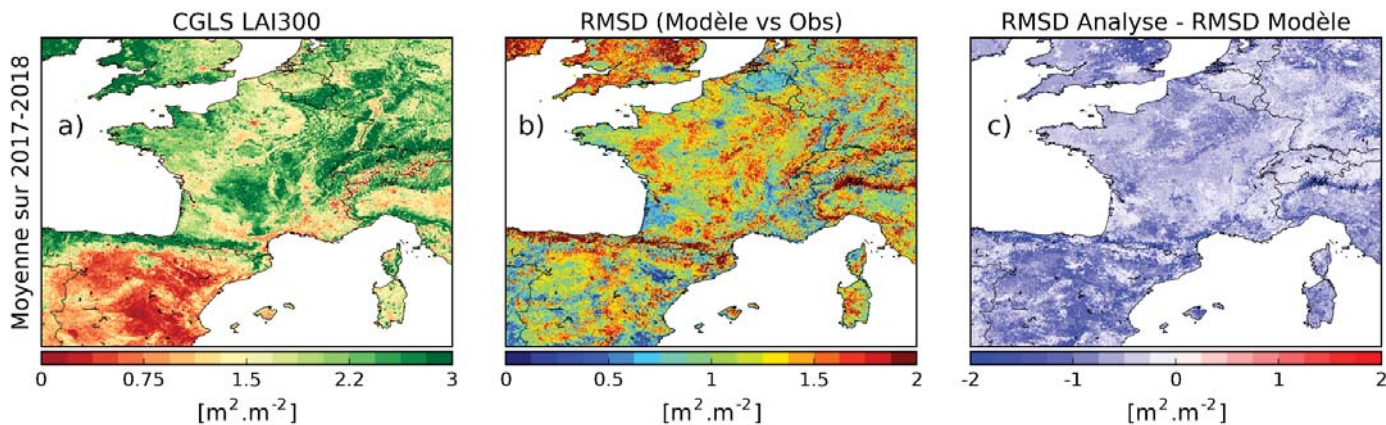 CGLS LAI300
RMSD (Modèle vs Obs)
RMSD Analyse - RMSD Modèle
Moyenne sur 2017-2018
a)
b)
c)
0 0.75 1.5 2.2 3
0 0.5 1 1.5 2
-2 -1 0 1 2
[m².m⁻²]
[m².m⁻²]
[m².m⁻²]